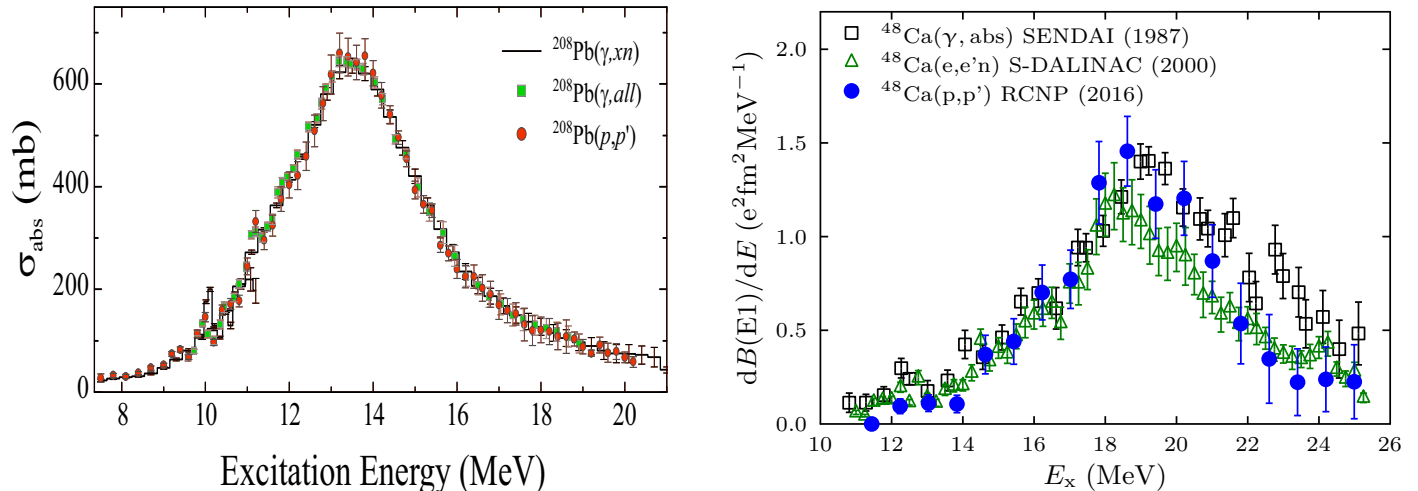 σabs (mb)
600
400
200
0
²⁰⁸Pb(γ,xn)
²⁰⁸Pb(γ,all)
²⁰⁸Pb(p,p')
8 10 12 14 16 18 20
Excitation Energy (MeV)
dB(E1)/dE (e²fm²MeV⁻¹)
2.0
1.5
1.0
0.5
0.0
⁴⁸Ca(γ, abs) SENDAI (1987)
⁴⁸Ca(e,e'n) S-DALINAC (2000)
⁴⁸Ca(p,p') RCNP (2016)
10 12 14 16 18 20 22 24 26
Eₓ (MeV)